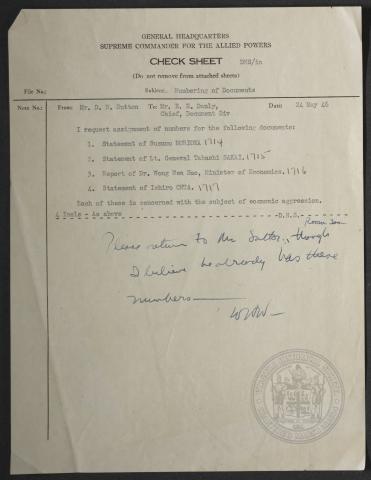 GENERAL HEADQUARTERS
SUPREME COMMANDER FOR THE ALLIED POWERS
CHECK SHEET DNS/in
(Do not remove from attached sheets)
File No.: Subject: Numbering of Documents
Note No.: From: Mr. D. N. Sutton To: Mr. R. H. Danly, Date 24 May 46
Chief, Document Div
I request assignment of numbers for the following documents:
1. Statement of Susumu 1714
2. Statement of Lt. General Takashi SAKAI. 1715
3. Report of Dr. Wong Wen Hao, Minister of Economics. 1716
4. Statement of Ichiro 1717
Each of these is concerned with the subject of economic aggression.
4 Incls - As above D.N.S.
Room
Please return to Mr. Sutton, though
I believe he already has these
numbers